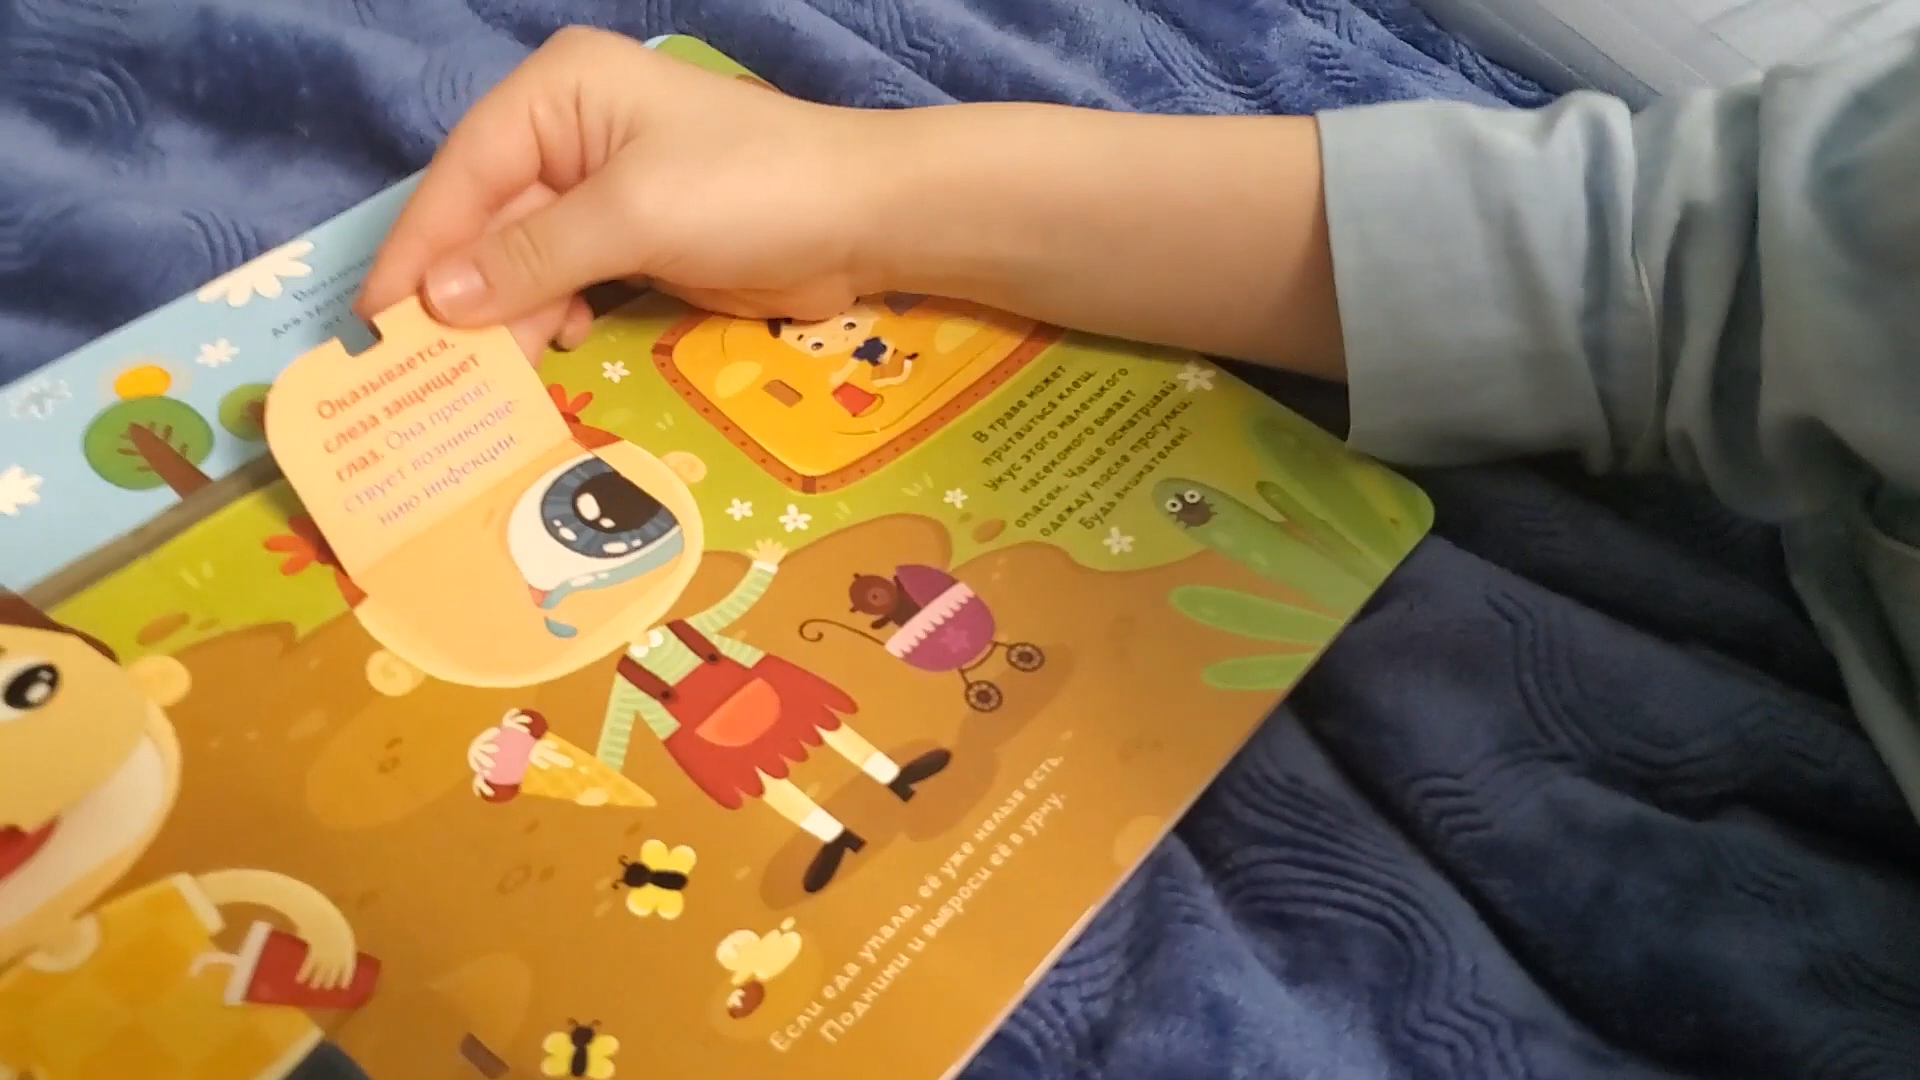 для
Оказывается,
слеза защищает
глаз. Она препят-
ствует возникнове-
нию инфекции.
В траве может
притаиться клещ.
Укус этого маленького
насекомого бывает
опасен. Чаще осматривай
одежду после прогулки.
Будь внимателен!
Если еда упала, её уже нельзя есть.
Подними и выброси её в урну.